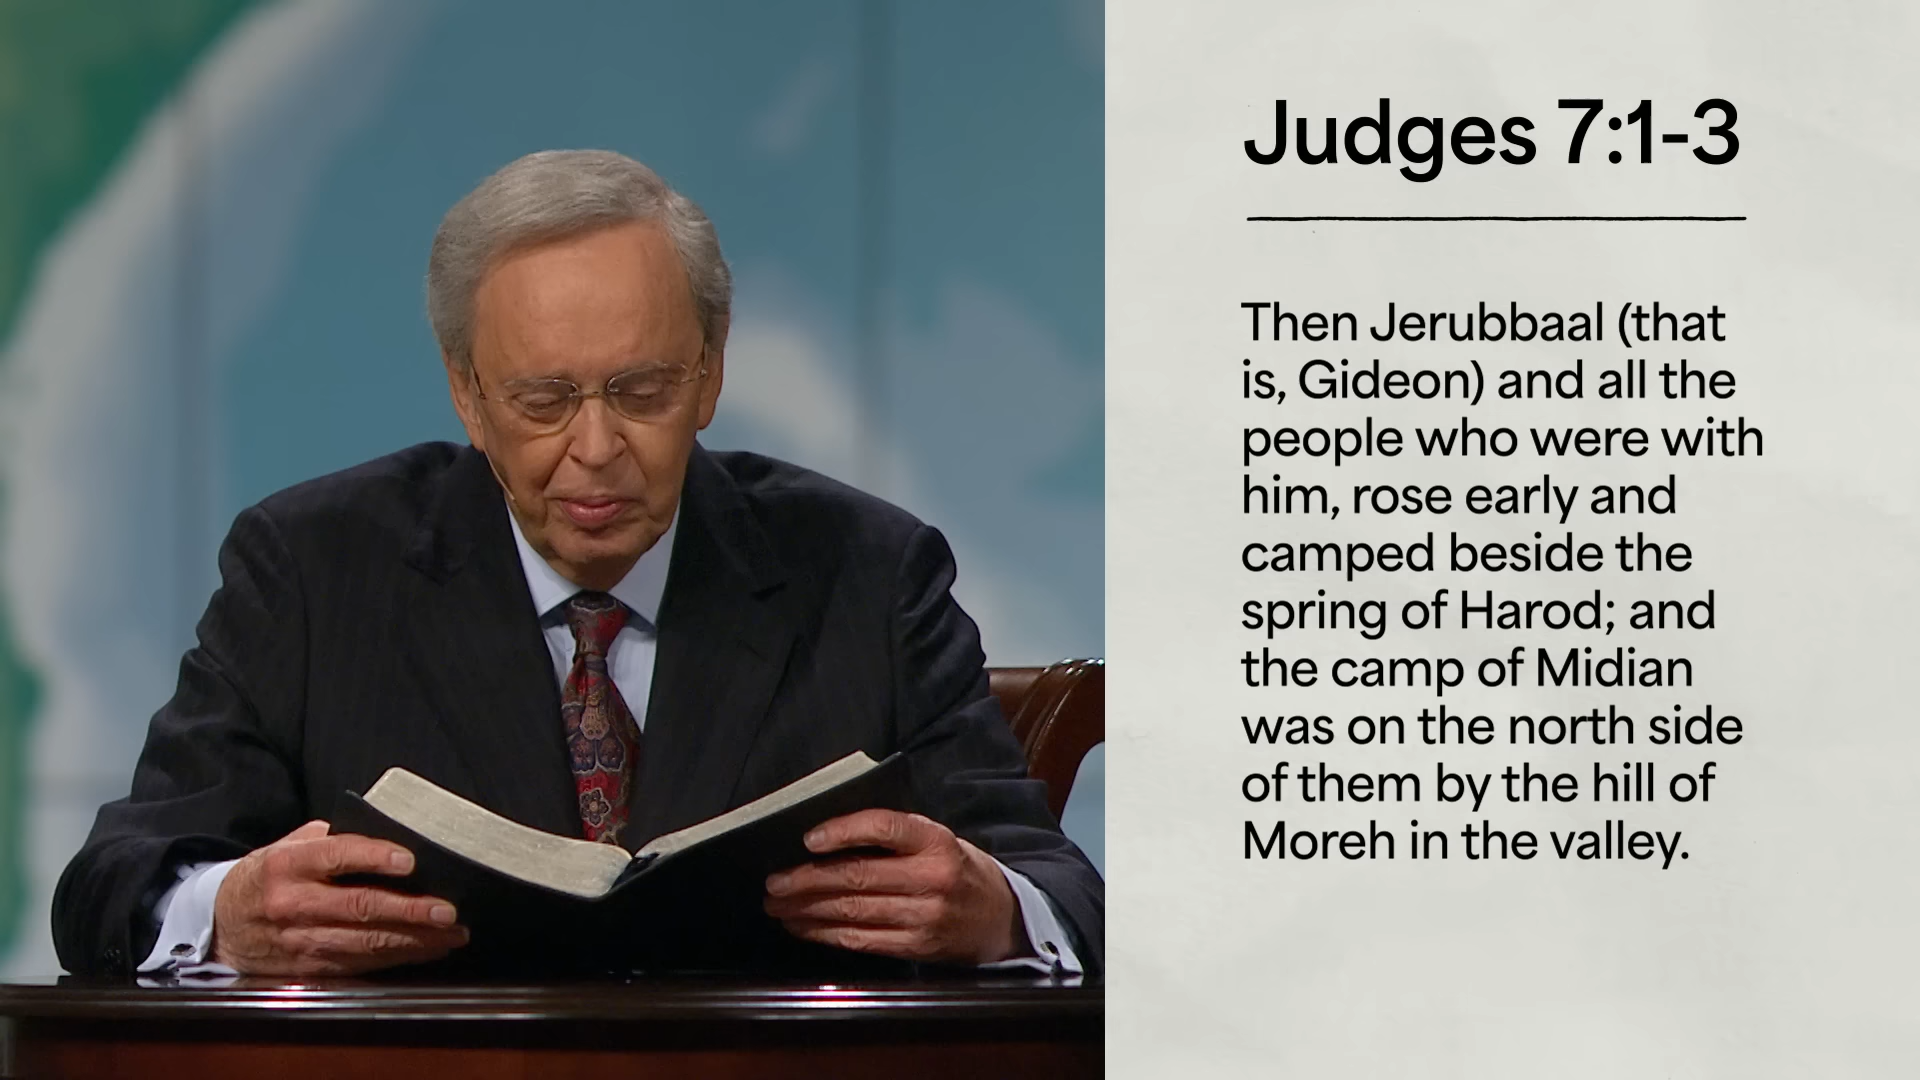 Judges 7:1-3
Then Jerubbaal (that
is, Gideon) and all the
people who were with
him, rose early and
camped beside the
spring of Harod; and
the camp of Midian
was on the north side
of them by the hill of
Moreh in the valley.